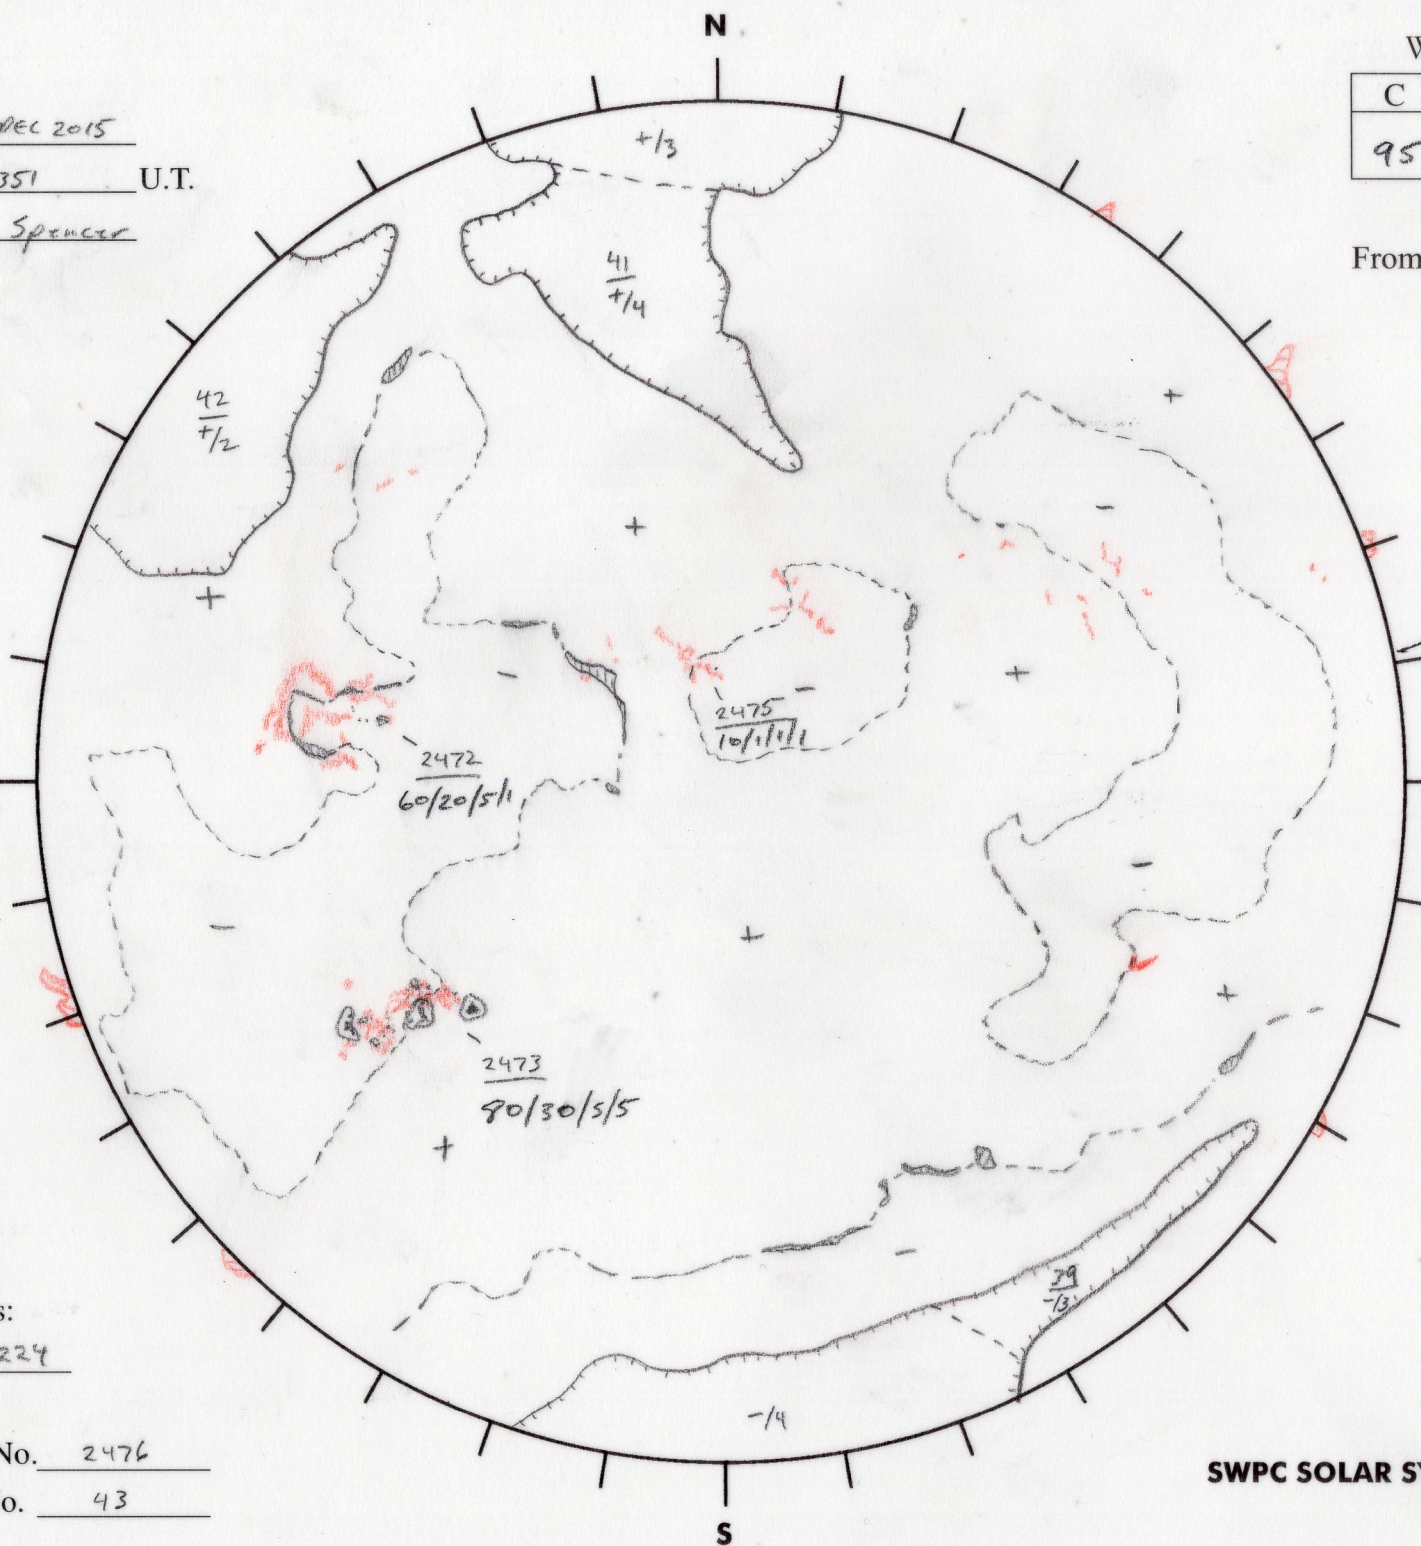 N
W
DEC 2015
C
351 U.T.
95
Spencer
From
+/3
41
+/4
42
+/2
+
+
-
+
-
-
+
2475
10/1/1/1
2472
60/20/5/1
-
-
+
+
2473
80/30/5/5
+
-
39
-/3
s:
224
-/4
No. 2476
o. 43
SWPC SOLAR SY
S